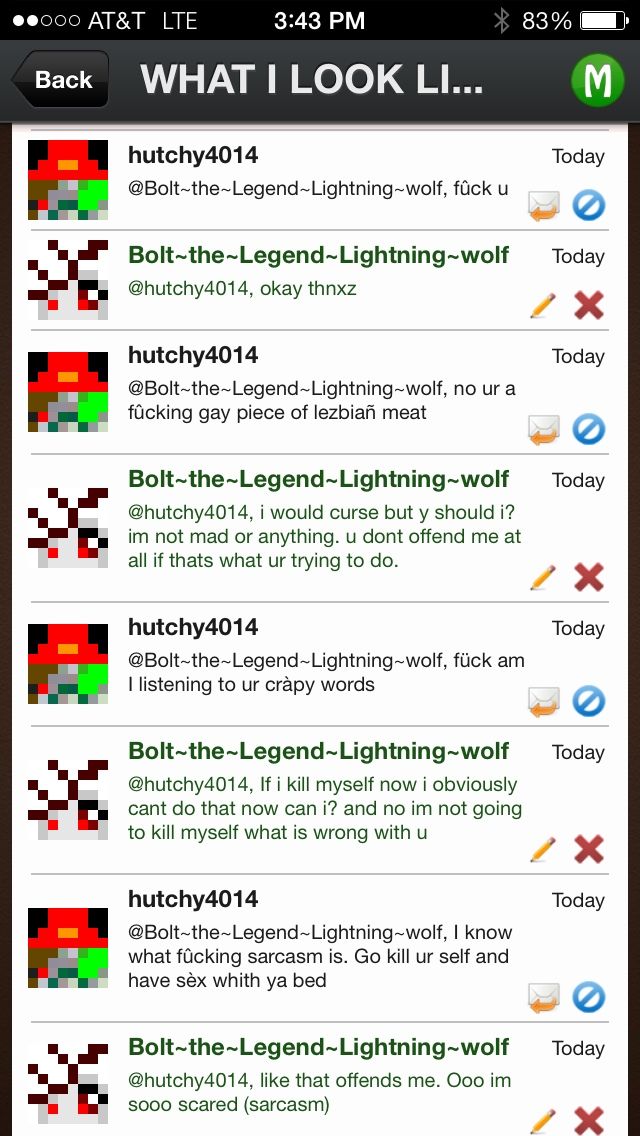 AT&T LTE 3:43 PM 83%
Back WHAT I LOOK LI... M
hutchy4014 Today
@Bolt~the~Legend~Lightning~wolf, fûck u
Bolt~the~Legend~Lightning~wolf Today
@hutchy4014, okay thnxz
hutchy4014 Today
@Bolt~the~Legend~Lightning~wolf, no ur a
fûcking gay piece of lezbiañ meat
Bolt~the~Legend~Lightning~wolf Today
@hutchy4014, i would curse but y should i?
im not mad or anything. u dont offend me at
all if thats what ur trying to do.
hutchy4014 Today
@Bolt~the~Legend~Lightning~wolf, fück am
I listening to ur cràpy words
Bolt~the~Legend~Lightning~wolf Today
@hutchy4014, If i kill myself now i obviously
cant do that now can i? and no im not going
to kill myself what is wrong with u
hutchy4014 Today
@Bolt~the~Legend~Lightning~wolf, I know
what fûcking sarcasm is. Go kill ur self and
have sèx whith ya bed
Bolt~the~Legend~Lightning~wolf Today
@hutchy4014, like that offends me. Ooo im
sooo scared (sarcasm)